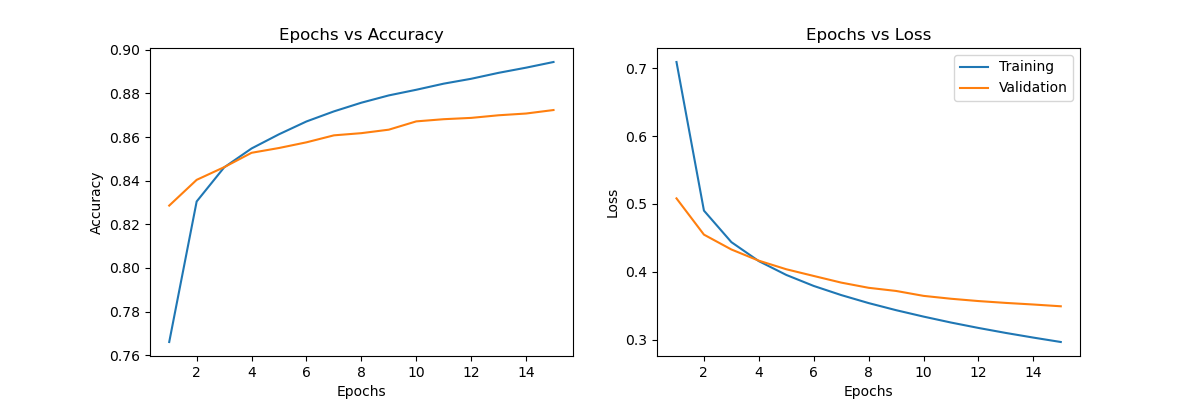 Epochs vs Accuracy
0.90
0.88
0.86
0.84
0.82
0.80
0.78
0.76
Accuracy
2 4 6 8 10 12 14
Epochs
Epochs vs Loss
Training
Validation
0.7
0.6
0.5
0.4
0.3
Loss
2 4 6 8 10 12 14
Epochs